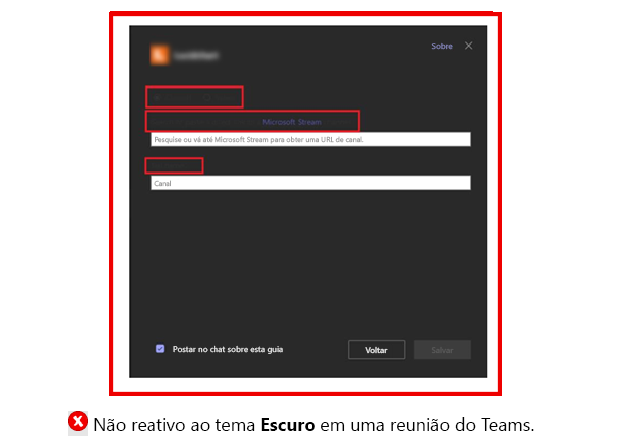 Sobre
Microsoft Stream
Pesquise ou vá até Microsoft Stream para obter uma URL de canal.
Canal
Postar no chat sobre esta guia
Voltar
Salvar
Não reativo ao tema Escuro em uma reunião do Teams.